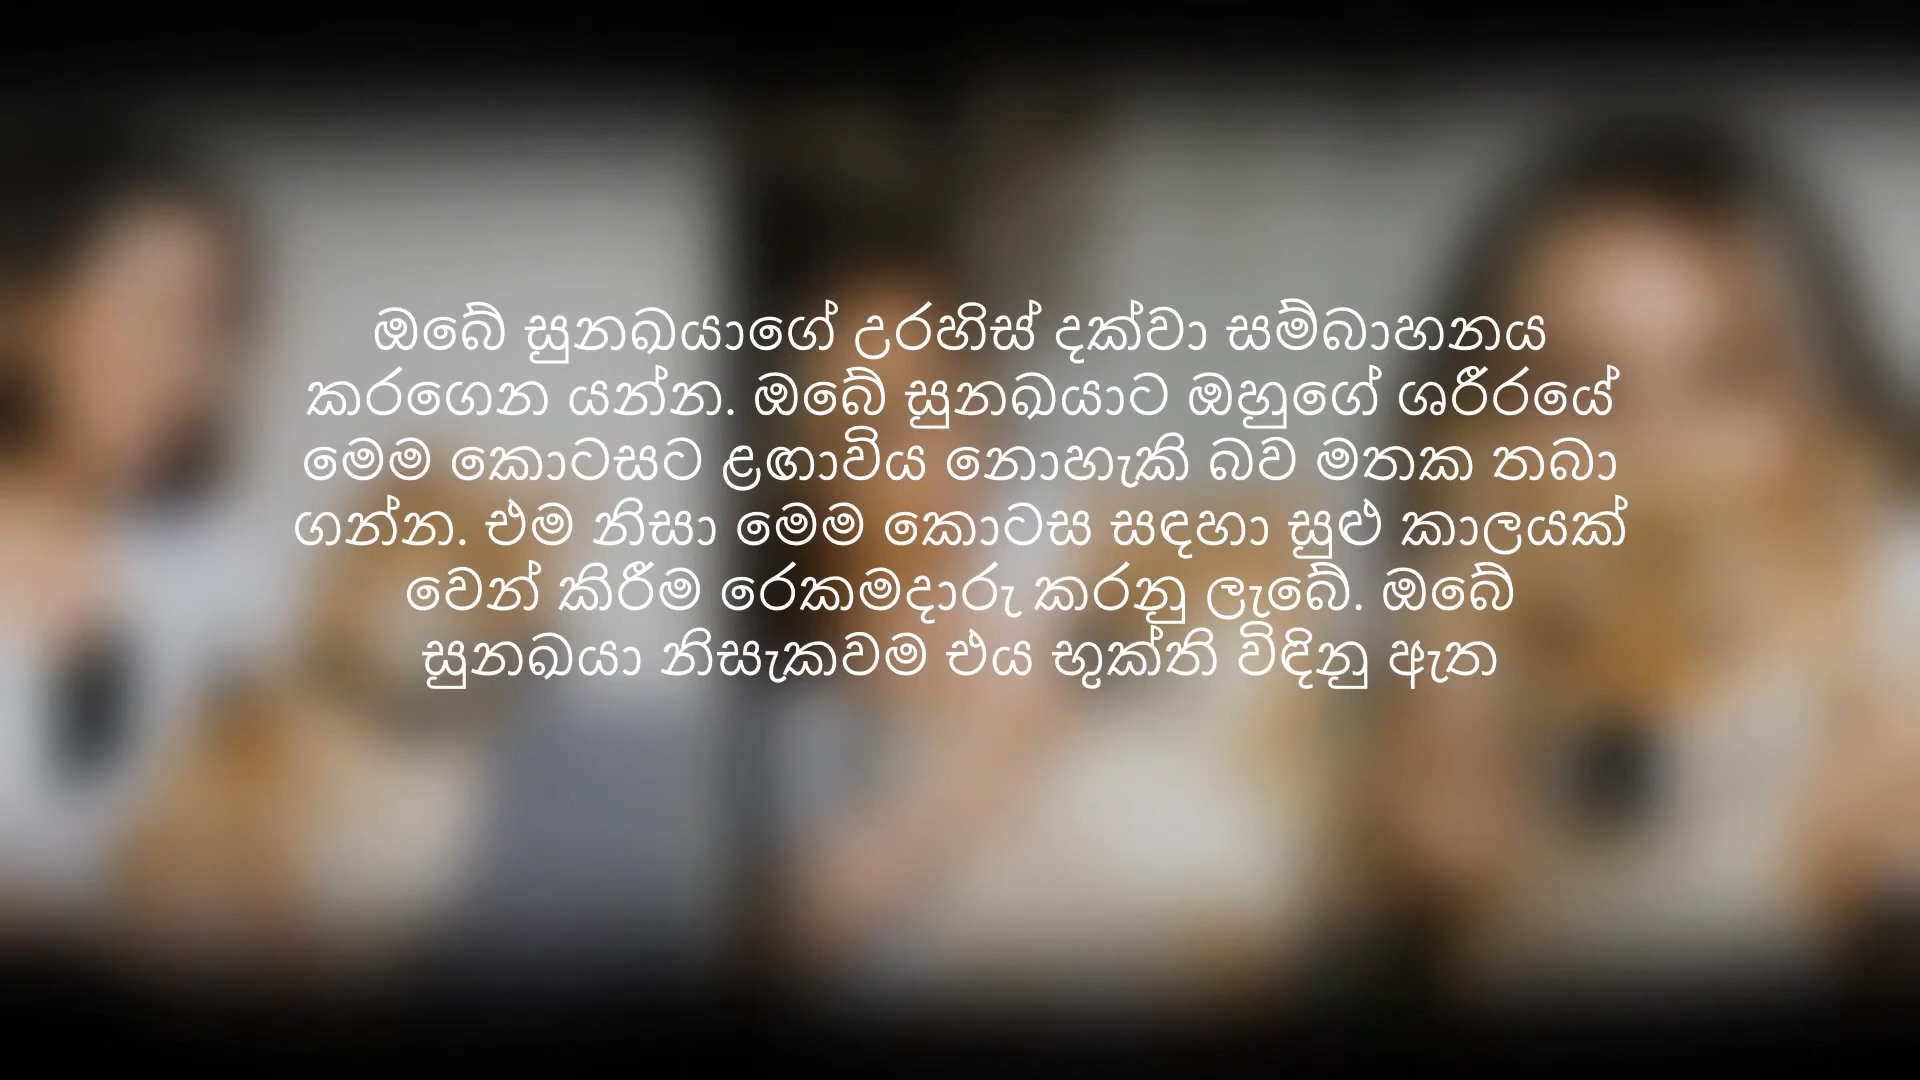 ඔබේ සුනඛයාගේ උරහිස් දක්වා සම්බාහනය
කරගෙන යන්න. ඔබේ සුනඛයාට ඔහුගේ ශරීරයේ
මෙම කොටසට ළඟාවිය නොහැකි බව මතක තබා
ගන්න. එම නිසා මෙම කොටස සඳහා සුළු කාලයක්
වෙන් කිරීම රෙකමදාරු කරනු ලැබේ. ඔබේ
සුනඛයා නිසැකවම එය භුක්ති විඳිනු ඇත